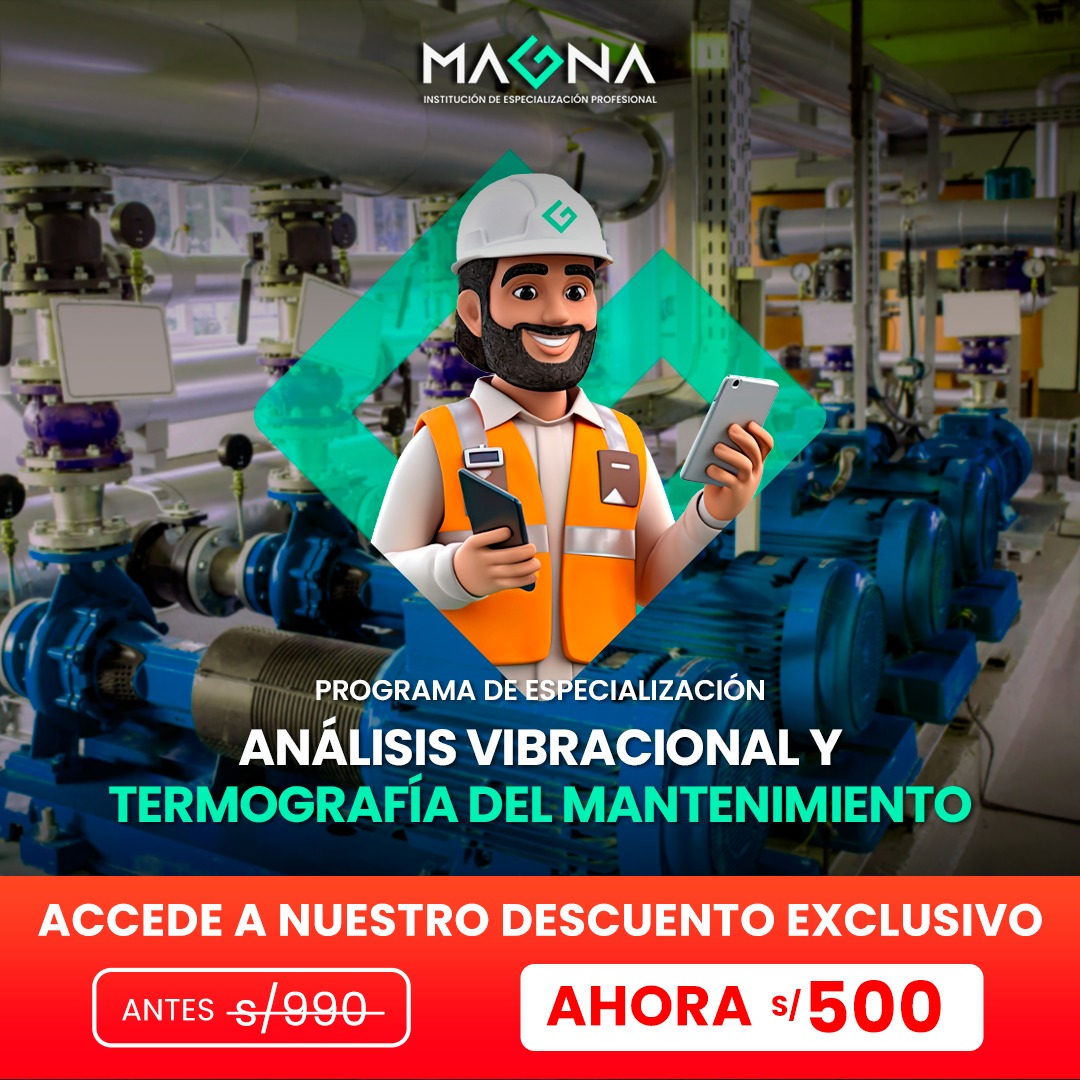 MAGNA
INSTITUCIÓN DE ESPECIALIZACIÓN PROFESIONAL
PROGRAMA DE ESPECIALIZACIÓN
ANÁLISIS VIBRACIONAL Y
TERMOGRAFÍA DEL MANTENIMIENTO
ACCEDE A NUESTRO DESCUENTO EXCLUSIVO
ANTES s/990
AHORA s/500